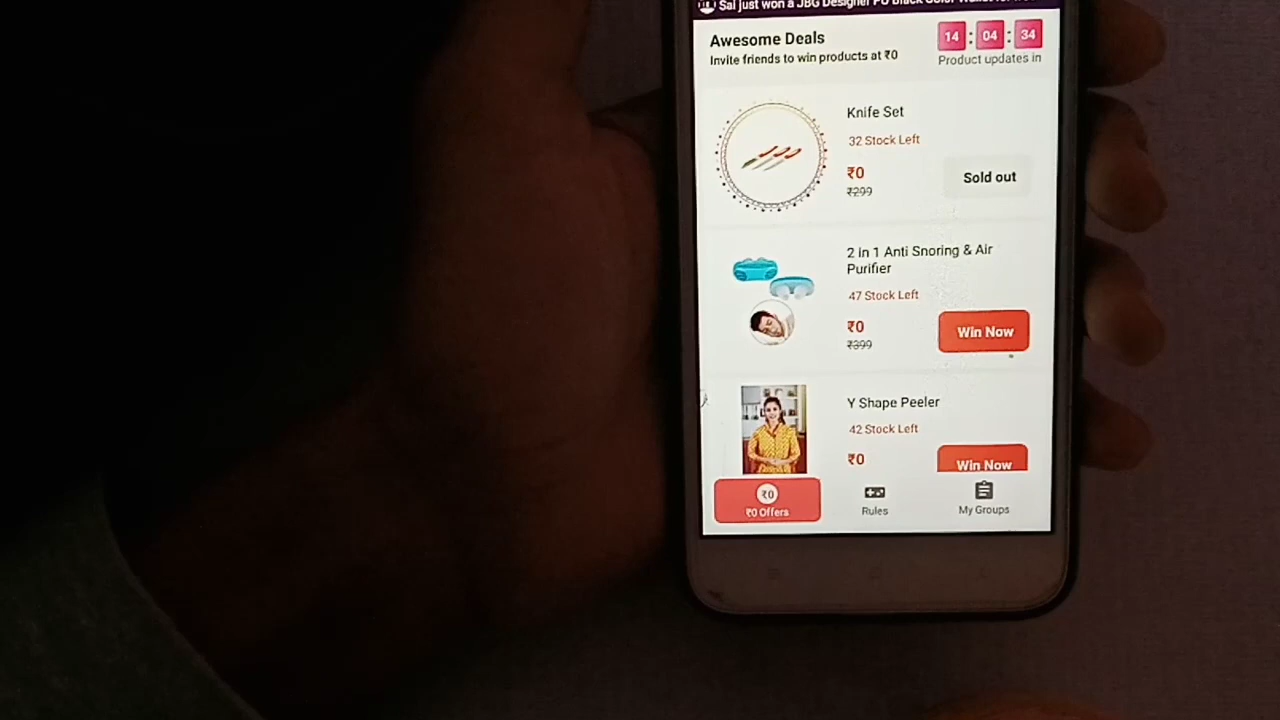 Sai just won a JBG Designer PU Black Color Wallet for
Awesome Deals
Invite friends to win products at ₹0
14 : 04 : 34
Product updates in
Knife Set
32 Stock Left
₹0
₹299
Sold out
2 in 1 Anti Snoring & Air
Purifier
47 Stock Left
₹0
₹399
Win Now
Y Shape Peeler
42 Stock Left
₹0
Win Now
₹0
₹0 Offers
Rules
My Groups